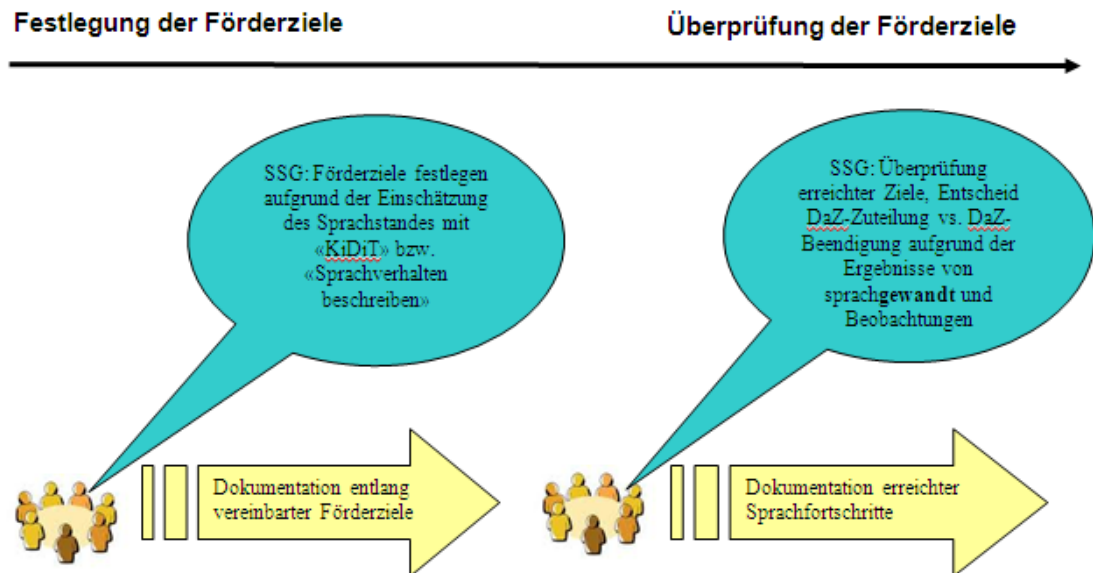 Festlegung der Förderziele
Überprüfung der Förderziele
SSG: Förderziele festlegen
aufgrund der Einschätzung
des Sprachstandes mit
«KiDiT» bzw.
«Sprachverhalten
beschreiben»
SSG: Überprüfung
erreichter Ziele, Entscheid
DaZ-Zuteilung vs. DaZ-
Beendigung aufgrund der
Ergebnisse von
sprachgewandt und
Beobachtungen
Dokumentation entlang
vereinbarter Förderziele
Dokumentation erreichter
Sprachfortschritte